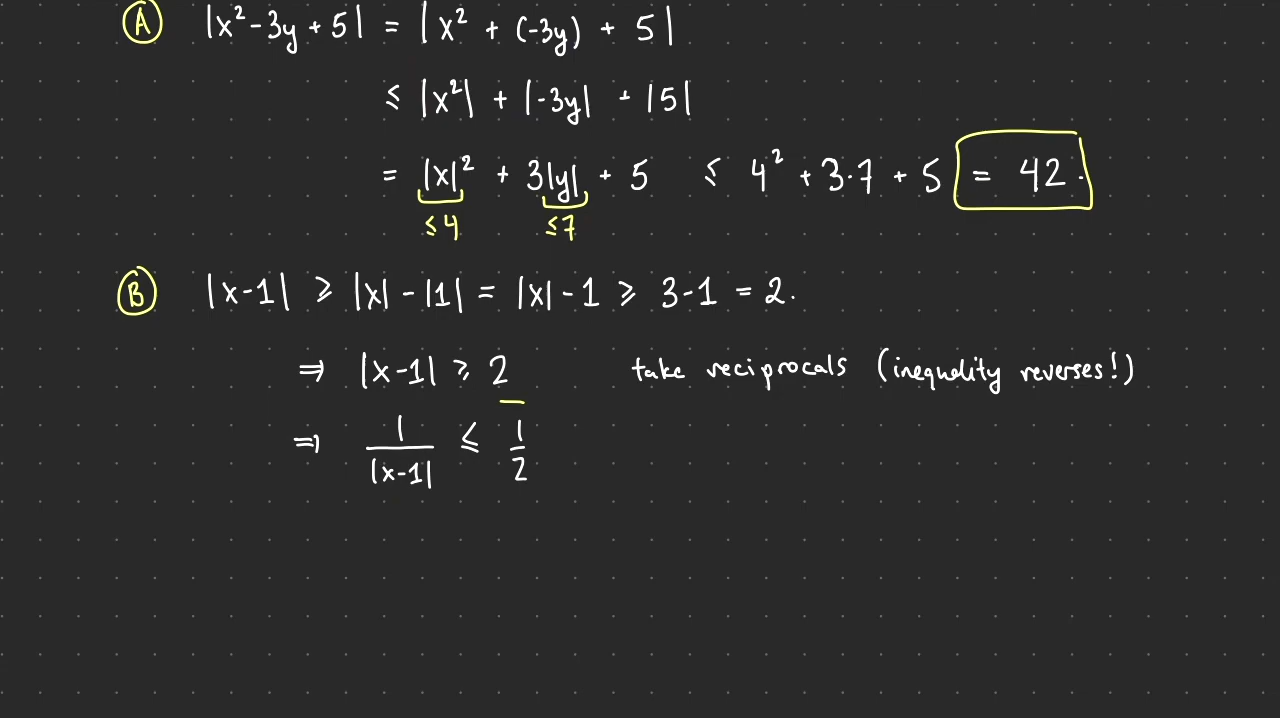 Ⓐ |x² - 3y + 5| = |x² + (-3y) + 5|
≤ |x²| + |-3y| + |5|
= |x|² + 3|y| + 5 ≤ 4² + 3·7 + 5 = 42.
≤4 ≤7
Ⓑ |x-1| ≥ |x| - |1| = |x| - 1 ≥ 3 - 1 = 2.
⇒ |x-1| ≥ 2 take reciprocals (inequality reverses!)
⇒ 1/|x-1| ≤ 1/2